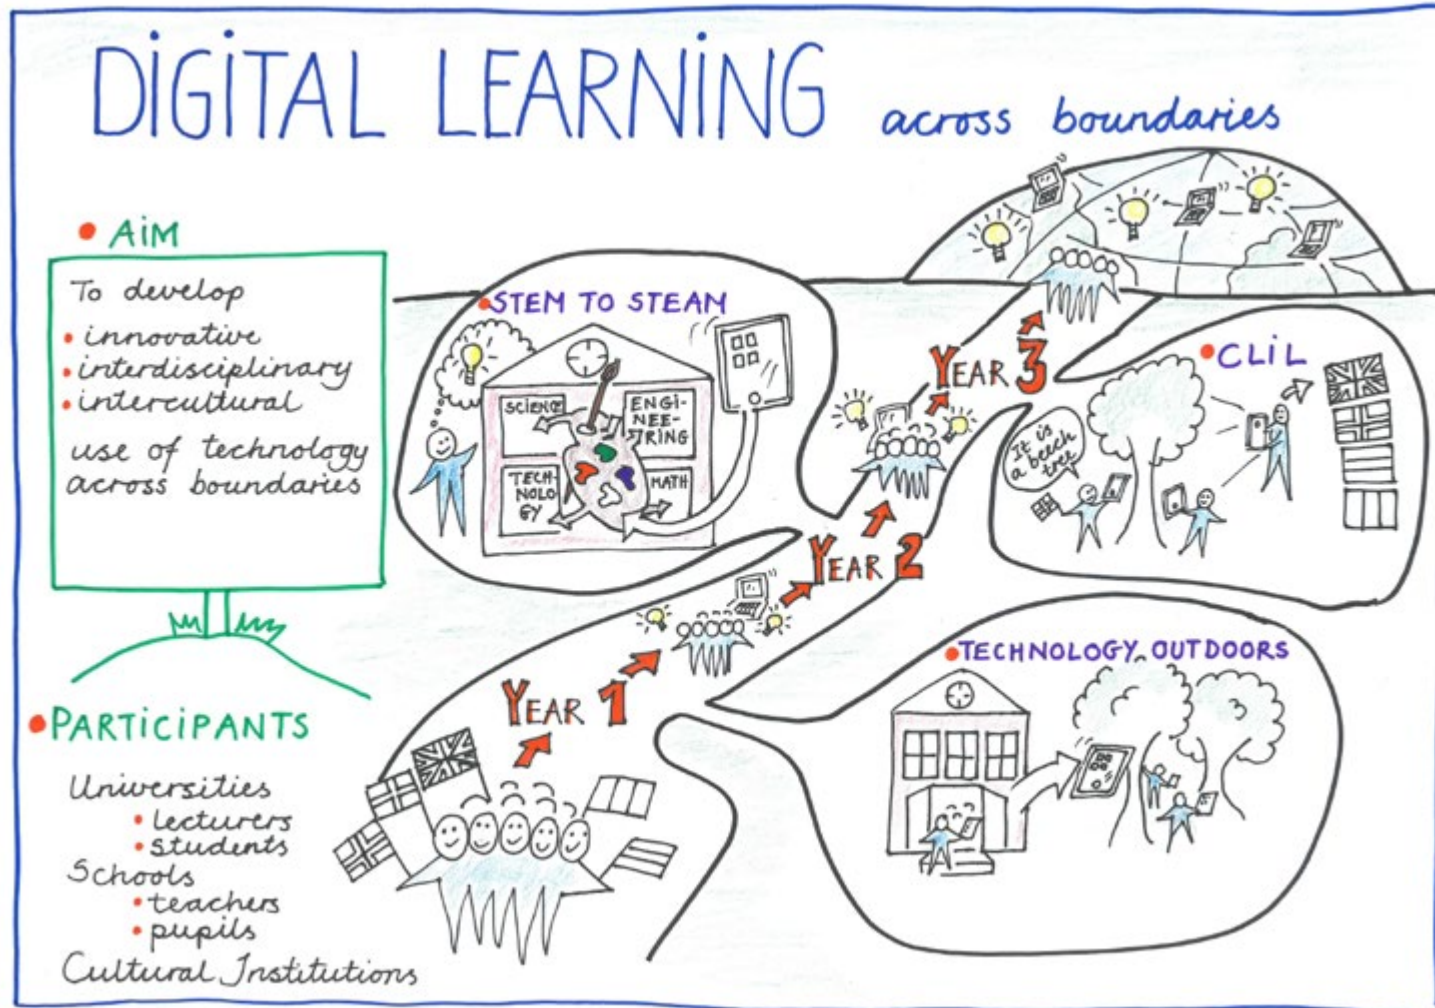 DiGiTAL LEARNiNG across boundaries
• AiM
To develop
• innovative
• interdisciplinary
• intercultural
use of technology
across boundaries
• PARTiCiPANTS
Universities
• lecturers
• students
Schools
• teachers
• pupils
Cultural Institutions
• STEM TO STEAM
SCIENCE
ENGI-
NEE-
RING
TECH-
NOLO
GY
MATH
YEAR 1
YEAR 2
YEAR 3
• CLiL
It is
a beech
tree
• TECHNOLOGY OUTDOORS